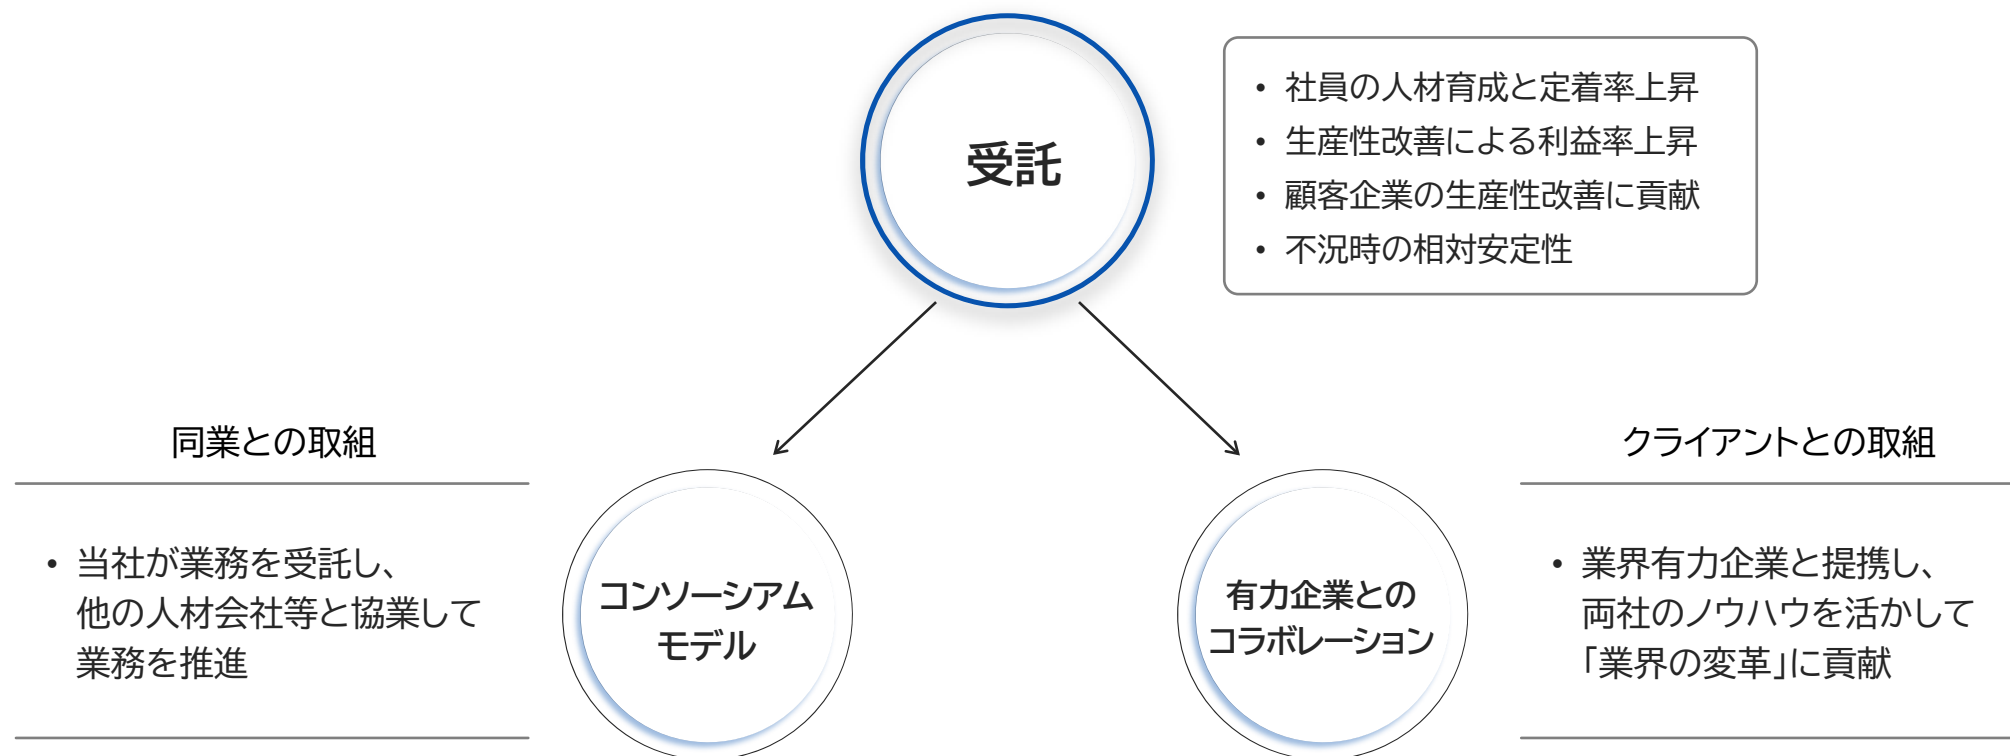 受託
• 社員の人材育成と定着率上昇
• 生産性改善による利益率上昇
• 顧客企業の生産性改善に貢献
• 不況時の相対安定性
同業との取組
• 当社が業務を受託し、
他の人材会社等と協業して
業務を推進
コンソーシアム
モデル
有力企業との
コラボレーション
クライアントとの取組
• 業界有力企業と提携し、
両社のノウハウを活かして
「業界の変革」に貢献